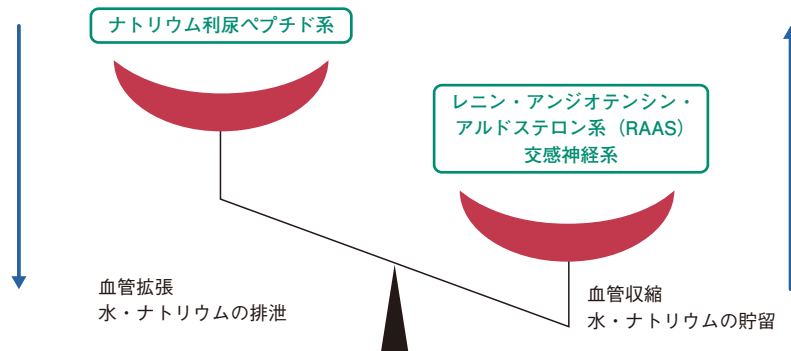 ナトリウム利尿ペプチド系
レニン・アンジオテンシン・
アルドステロン系（RAAS）
交感神経系
血管拡張
水・ナトリウムの排泄
血管収縮
水・ナトリウムの貯留